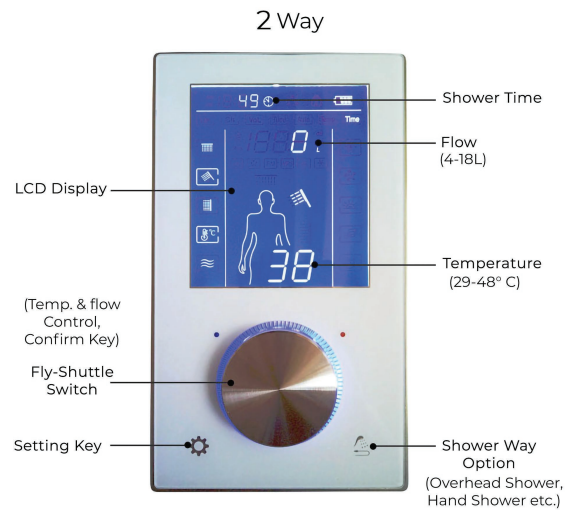 2 Way
49
Shower Time
Time
0
L
Flow
(4-18L)
LCD Display
°C
38
Temperature
(29-48° C)
(Temp. & flow
Control,
Confirm Key)
Fly-Shuttle
Switch
Setting Key
Shower Way
Option
(Overhead Shower,
Hand Shower etc.)